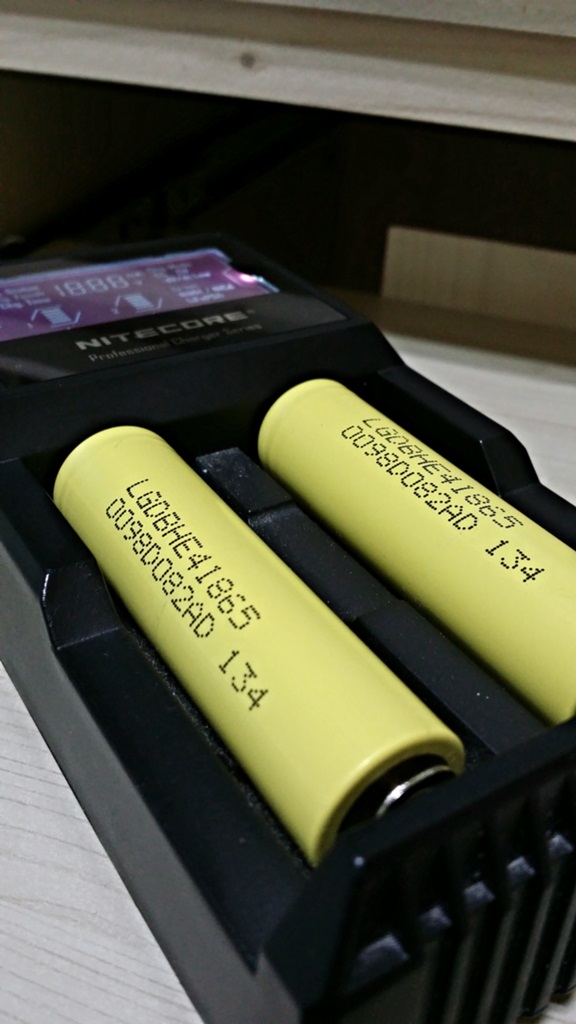 NITECORE®
Professional Charger Series
LGDBHE41865
0098D082AD 134
LGDBHE41865
0098D082AD 134